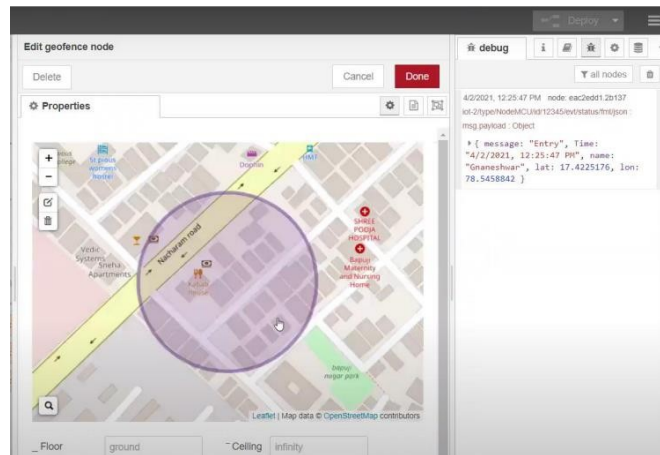 Deploy
Edit geofence node
Delete
Cancel
Done
Properties
+
−
St pious
women's
hostel
Dolphin
HMF
Nacharam road
SHREE
POOJA
HOSPITAL
Bapuji
Maternity
and Nursing
Home
Vedic
Systems
Sneha
Apartments
bapuji
nagar park
Leaflet | Map data © OpenStreetMap contributors
_ Floor
ground
‾ Ceiling
infinity
debug
i
all nodes
4/2/2021, 12:25:47 PM node: eac2edd1.2b137
iot-2/type/NodeMCU/id/12345/evt/status/fmt/json :
msg.payload : Object
{ message: "Entry", Time:
"4/2/2021, 12:25:47 PM", name:
"Gnaneshwar", lat: 17.4225176, lon:
78.5458842 }